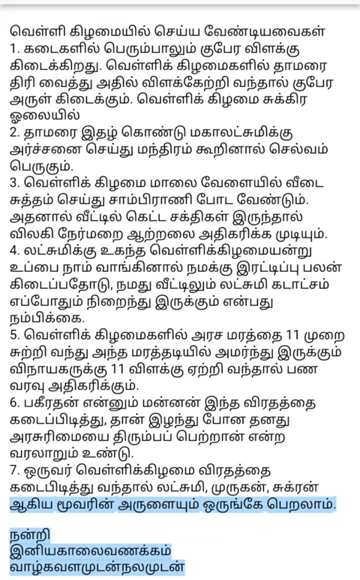 வெள்ளி கிழமையில் செய்ய வேண்டியவைகள்
1. கடைகளில் பெரும்பாலும் குபேர விளக்கு
கிடைக்கிறது. வெள்ளிக் கிழமைகளில் தாமரை
திரி வைத்து அதில் விளக்கேற்றி வந்தால் குபேர
அருள் கிடைக்கும். வெள்ளிக் கிழமை சுக்கிர
ஓலையில்
2. தாமரை இதழ் கொண்டு மகாலட்சுமிக்கு
அர்ச்சனை செய்து மந்திரம் கூறினால் செல்வம்
பெருகும்.
3. வெள்ளிக் கிழமை மாலை வேளையில் வீடை
சுத்தம் செய்து சாம்பிராணி போட வேண்டும்.
அதனால் வீட்டில் கெட்ட சக்திகள் இருந்தால்
விலகி நேர்மறை ஆற்றலை அதிகரிக்க முடியும்.
4. லட்சுமிக்கு உகந்த வெள்ளிக்கிழமையன்று
உப்பை நாம் வாங்கினால் நமக்கு இரட்டிப்பு பலன்
கிடைப்பதோடு, நமது வீட்டிலும் லட்சுமி கடாட்சம்
எப்போதும் நிறைந்து இருக்கும் என்பது
நம்பிக்கை.
5. வெள்ளிக் கிழமைகளில் அரச மரத்தை 11 முறை
சுற்றி வந்து அந்த மரத்தடியில் அமர்ந்து இருக்கும்
விநாயகருக்கு 11 விளக்கு ஏற்றி வந்தால் பண
வரவு அதிகரிக்கும்.
6. பகீரதன் என்னும் மன்னன் இந்த விரதத்தை
கடைப்பிடித்து, தான் இழந்து போன தனது
அரசுரிமையை திரும்பப் பெற்றான் என்ற
வரலாறும் உண்டு.
7. ஒருவர் வெள்ளிக்கிழமை விரதத்தை
கடைபிடித்து வந்தால் லட்சுமி, முருகன், சுக்ரன்
ஆகிய மூவரின் அருளையும் ஒருங்கே பெறலாம்.
நன்றி
இனியகாலைவணக்கம்
வாழ்கவளமுடன்நலமுடன்